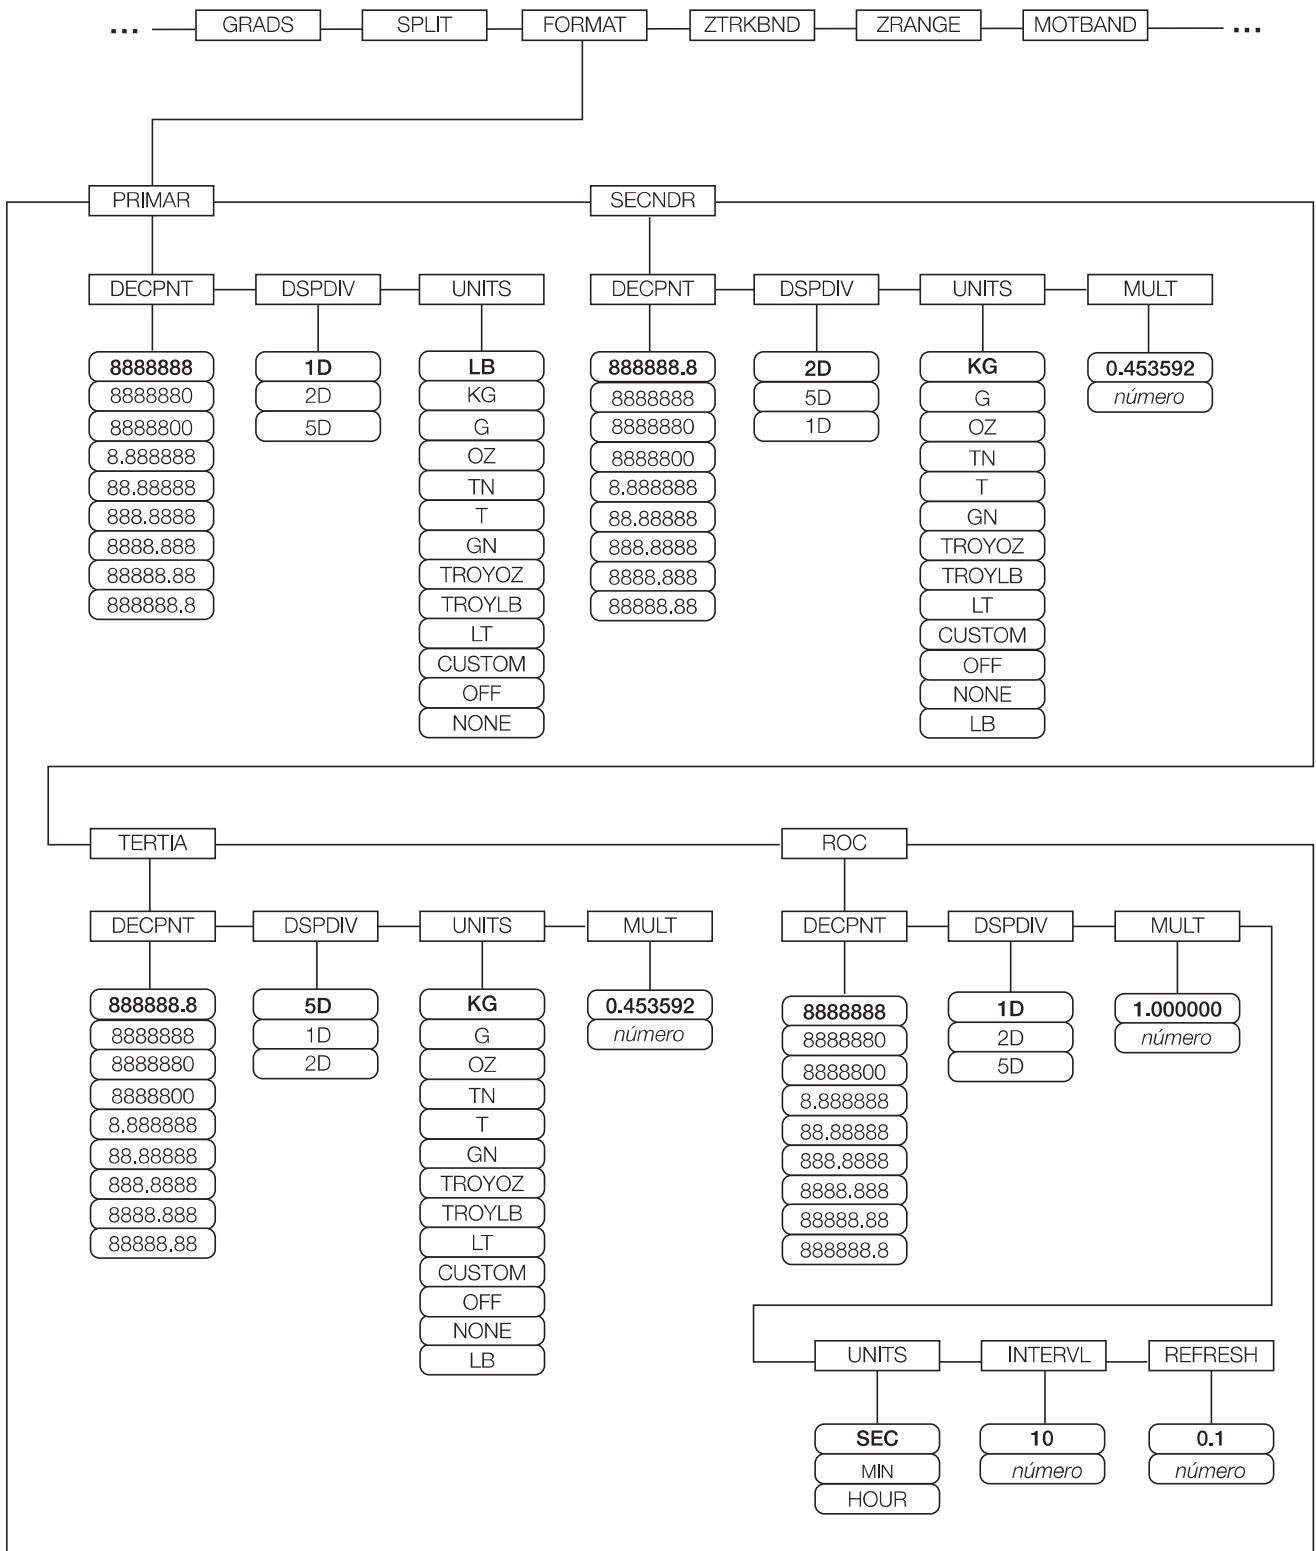 ... GRADS SPLIT FORMAT ZTRKBND ZRANGE MOTBAND ...
PRIMAR SECNDR
DECPNT DSPDIV UNITS DECPNT DSPDIV UNITS MULT
8888888 1D LB 888888.8 2D KG 0.453592
8888880 2D KG 8888888 5D G número
8888800 5D G 8888880 1D OZ
8.888888 OZ 8888800 TN
88.88888 TN 8.888888 T
888.8888 T 88.88888 GN
8888.888 GN 888.8888 TROYOZ
88888.88 TROYOZ 8888.888 TROYLB
888888.8 TROYLB 88888.88 LT
LT CUSTOM
CUSTOM OFF
OFF NONE
NONE LB
TERTIA ROC
DECPNT DSPDIV UNITS MULT DECPNT DSPDIV MULT
888888.8 5D KG 0.453592 8888888 1D 1.000000
8888888 1D G número 8888880 2D número
8888880 2D OZ 8888800 5D
8888800 TN 8.888888
8.888888 T 88.88888
88.88888 GN 888.8888
888.8888 TROYOZ 8888.888
8888.888 TROYLB 88888.88
88888.88 LT 888888.8
CUSTOM
OFF
NONE
LB
UNITS INTERVL REFRESH
SEC 10 0.1
MIN número número
HOUR